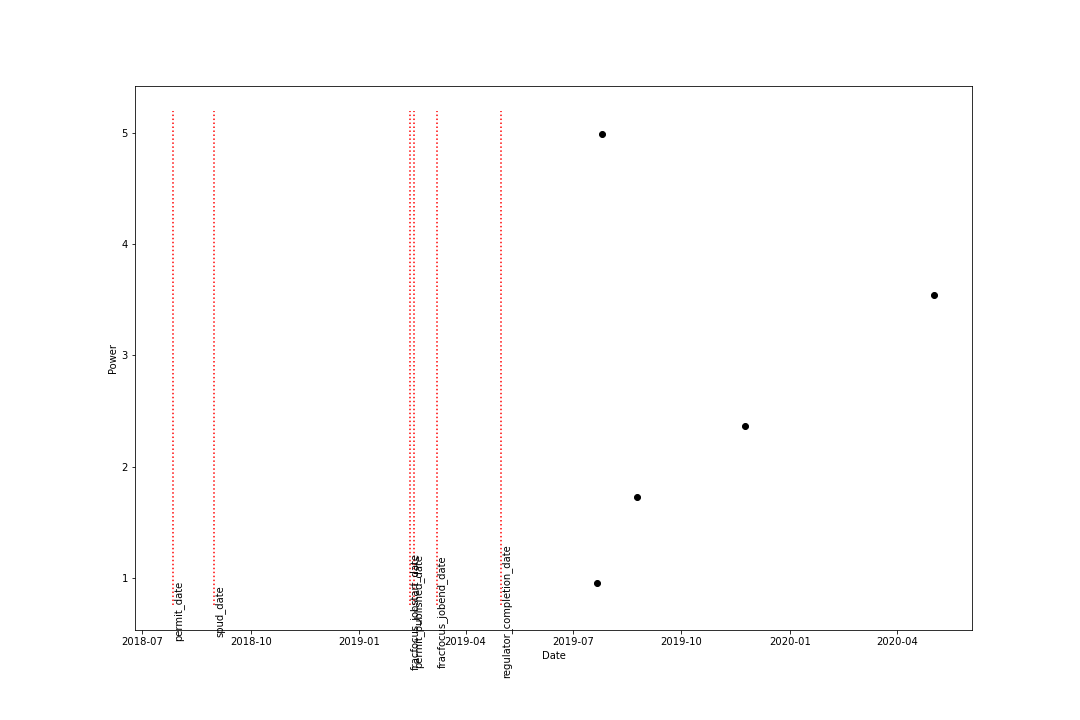 5
4
3
2
1
Power
permit_date
spud_date
fracfocus_jobstart_date
permit_published_date
fracfocus_jobend_date
regulator_completion_date
2018-07 2018-10 2019-01 2019-04 2019-07 2019-10 2020-01 2020-04
Date